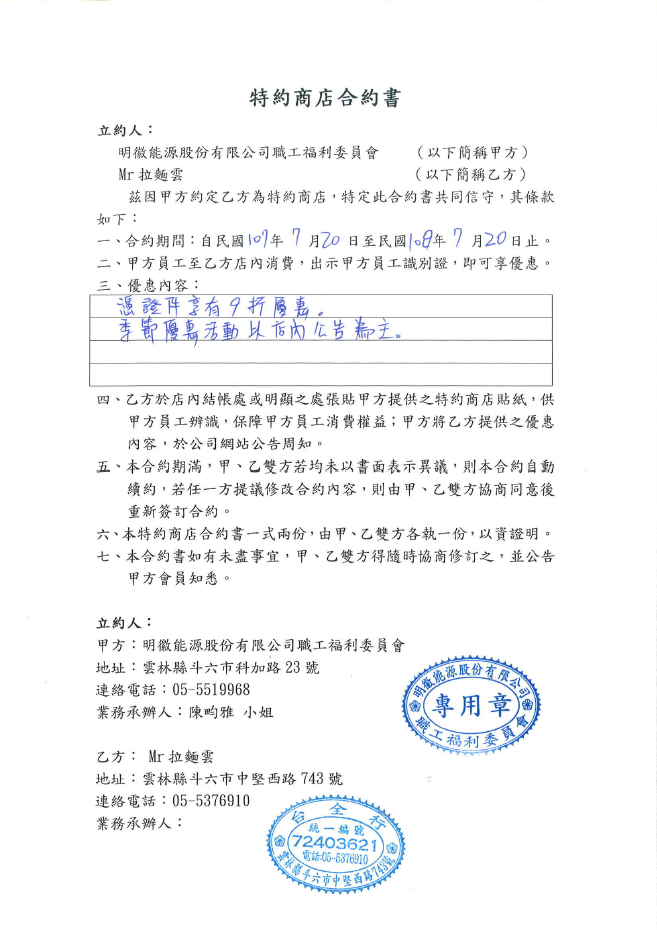 特約商店合約書
立約人：
明徽能源股份有限公司職工福利委員會 （以下簡稱甲方）
Mr 拉麵雲 （以下簡稱乙方）
茲因甲方約定乙方為特約商店，特定此合約書共同信守，其條款
如下：
一、合約期間：自民國107年 7 月20 日至民國108年 7 月20日止。
二、甲方員工至乙方店內消費，出示甲方員工識別證，即可享優惠。
三、優惠內容：
憑證件享有9折優惠。
季節優惠活動以店內公告為主。
四、乙方於店內結帳處或明顯之處張貼甲方提供之特約商店貼紙，供
甲方員工辨識，保障甲方員工消費權益；甲方將乙方提供之優惠
內容，於公司網站公告周知。
五、本合約期滿，甲、乙雙方若均未以書面表示異議，則本合約自動
續約，若任一方提議修改合約內容，則由甲、乙雙方協商同意後
重新簽訂合約。
六、本特約商店合約書一式兩份，由甲、乙雙方各執一份，以資證明。
七、本合約書如有未盡事宜，甲、乙雙方得隨時協商修訂之，並公告
甲方會員知悉。
立約人：
甲方：明徽能源股份有限公司職工福利委員會
地址：雲林縣斗六市科加路 23 號
連絡電話：05-5519968
業務承辦人：陳畇雅 小姐
明徽能源股份有限公司
專用章
職工福利委員會
乙方： Mr 拉麵雲
地址：雲林縣斗六市中堅西路 743 號
連絡電話：05-5376910
業務承辦人：
台全行
統一編號
72403621
電話:05-5376910
雲林縣斗六市中堅西路743號